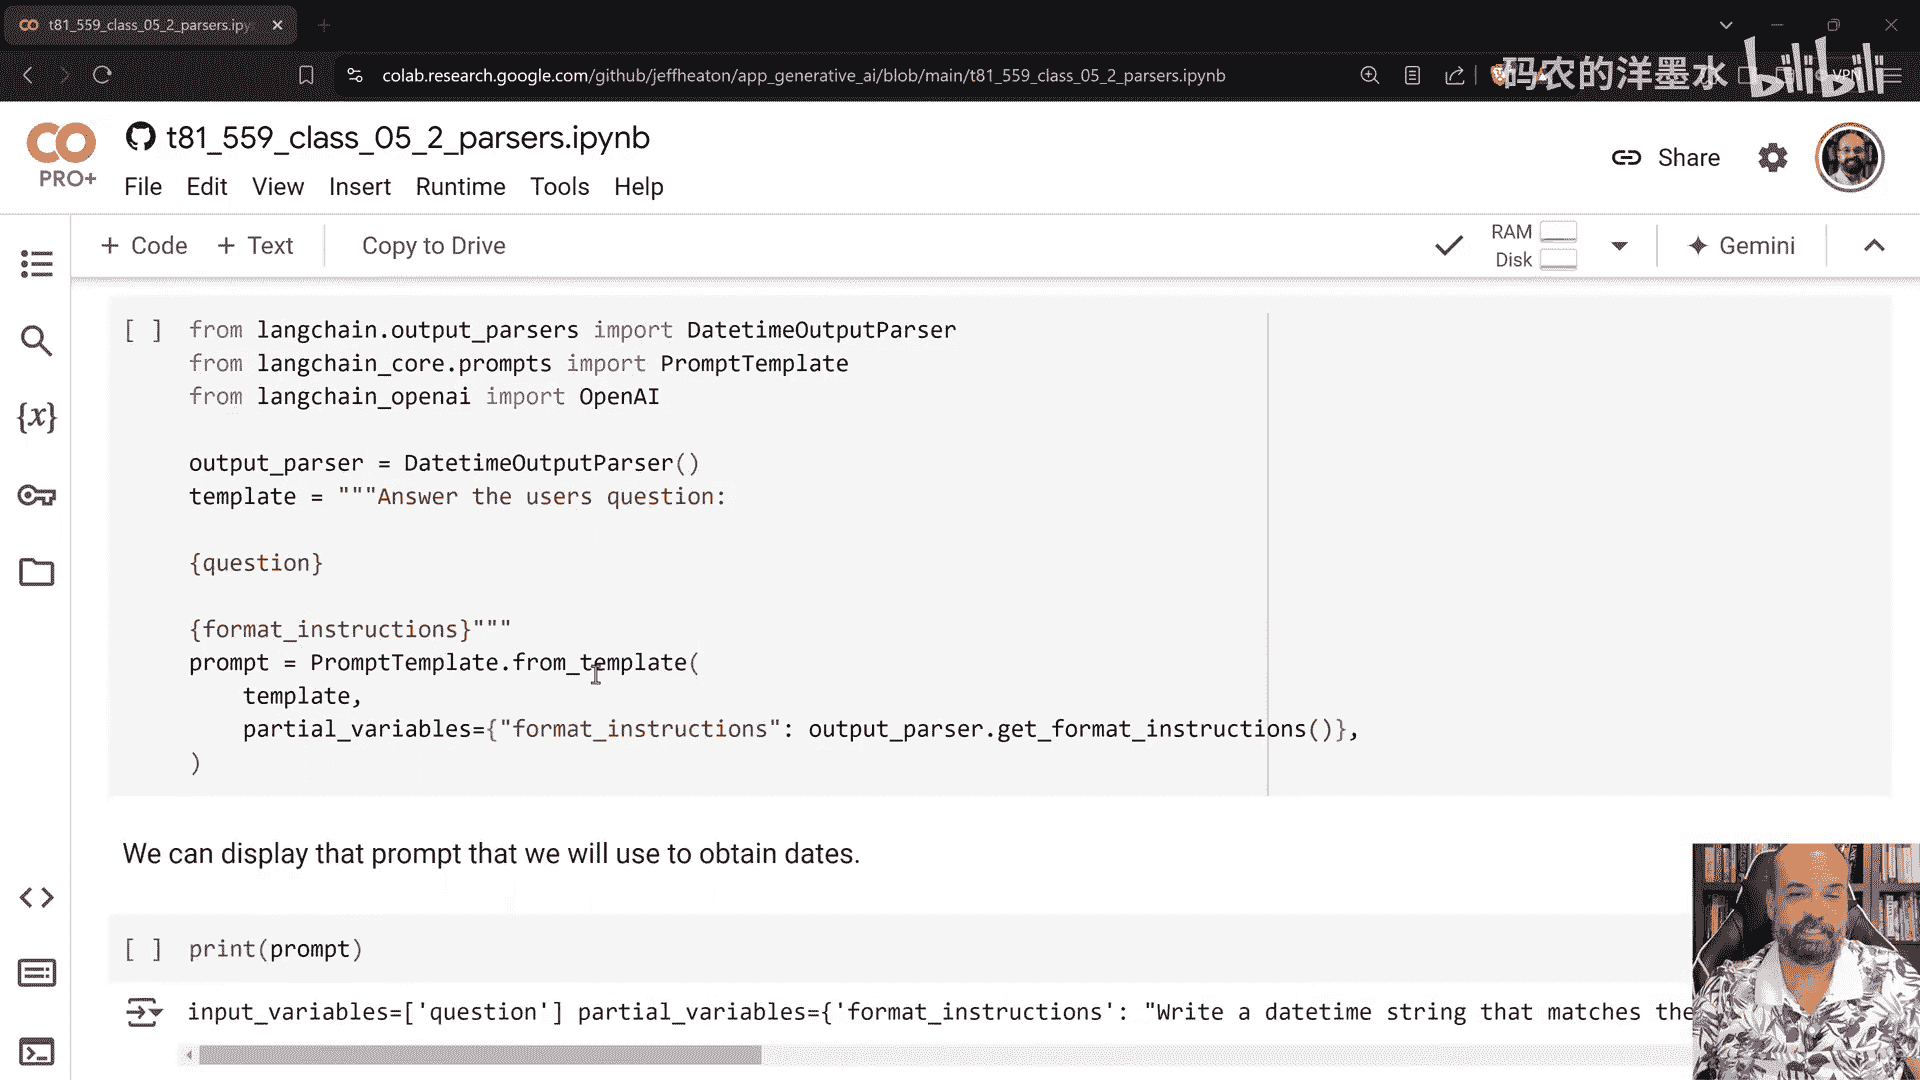 t81_559_class_05_2_parsers.ipy
colab.research.google.com/github/jeffheaton/app_generative_ai/blob/main/t81_559_class_05_2_parsers.ipynb
码农的洋墨水 bilibili
VPN
CO
PRO+
t81_559_class_05_2_parsers.ipynb
File Edit View Insert Runtime Tools Help
Share
+ Code + Text Copy to Drive
RAM
Disk
Gemini
[ ] from langchain.output_parsers import DatetimeOutputParser
from langchain_core.prompts import PromptTemplate
from langchain_openai import OpenAI
output_parser = DatetimeOutputParser()
template = """Answer the users question:
{question}
{format_instructions}"""
prompt = PromptTemplate.from_template(
template,
partial_variables={"format_instructions": output_parser.get_format_instructions()},
)
We can display that prompt that we will use to obtain dates.
[ ] print(prompt)
input_variables=['question'] partial_variables={'format_instructions': "Write a datetime string that matches the
{x}